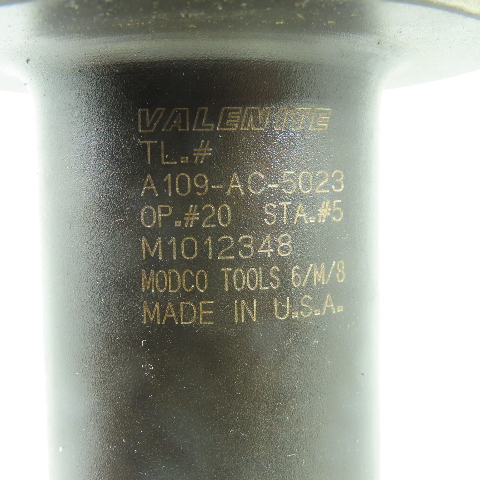 VALENITE
TL.#
A109-AC-5023
OP.#20 STA.#5
M1012348
MODCO TOOLS 6/M/8
MADE IN U.S.A.